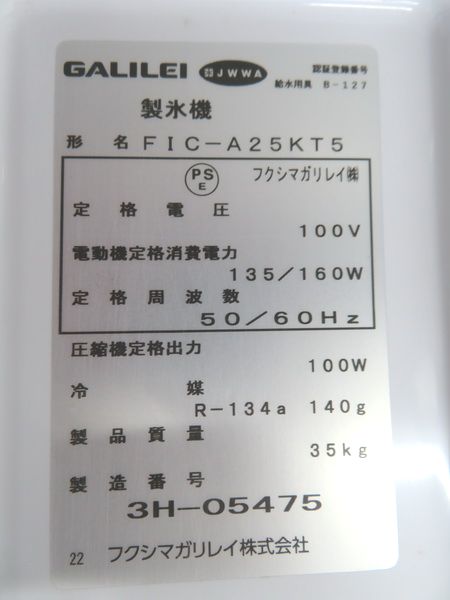 GALILEI JWWA 認証登録番号
給水用具 B-127
製氷機
形名 FIC-A25KT5
PS E フクシマガリレイ㈱
定格電圧
100V
電動機定格消費電力
135/160W
定格周波数
50/60Hz
圧縮機定格出力
100W
冷媒
R-134a 140g
製品質量
35kg
製造番号
3H-05475
22 フクシマガリレイ株式会社